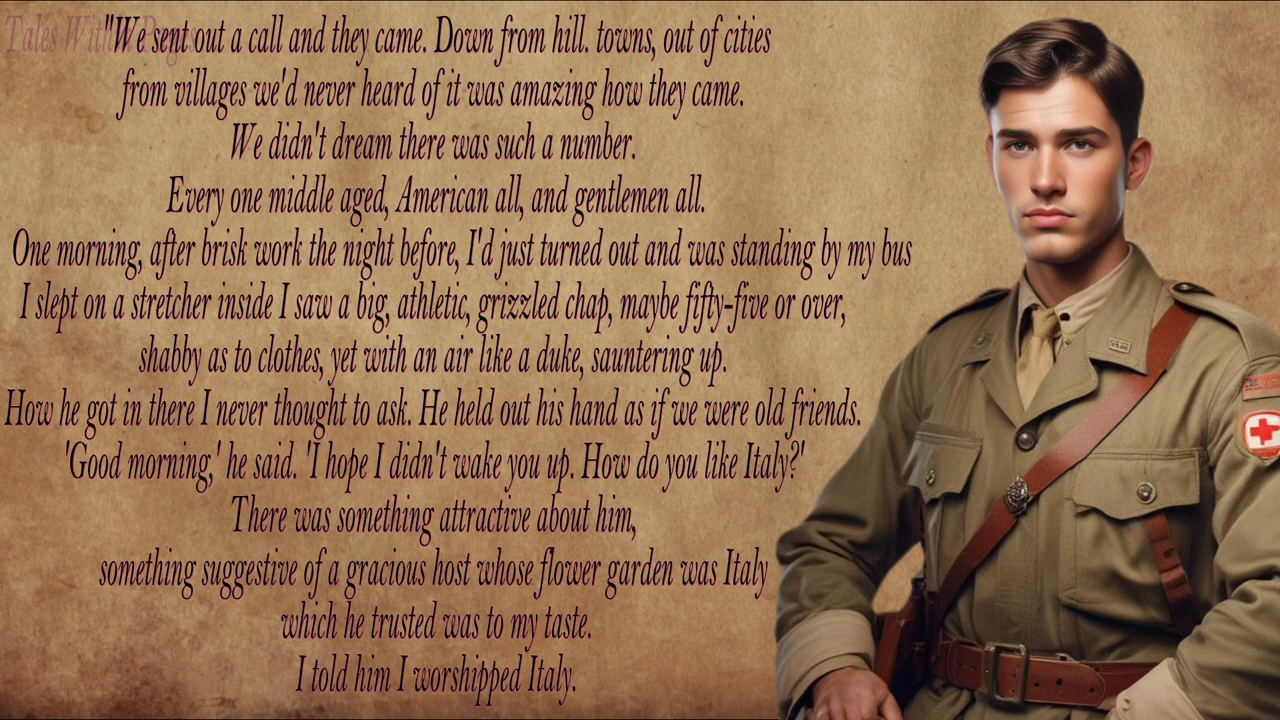 Tales With
"We sent out a call and they came. Down from hill. towns, out of cities
from villages we'd never heard of it was amazing how they came.
We didn't dream there was such a number.
Every one middle aged, American all, and gentlemen all.
One morning, after brisk work the night before, I'd just turned out and was standing by my bus
I slept on a stretcher inside I saw a big, athletic, grizzled chap, maybe fifty-five or over,
shabby as to clothes, yet with an air like a duke, sauntering up.
How he got in there I never thought to ask. He held out his hand as if we were old friends.
'Good morning,' he said. 'I hope I didn't wake you up. How do you like Italy?'
There was something attractive about him,
something suggestive of a gracious host whose flower garden was Italy
which he trusted was to my taste.
I told him I worshipped Italy.